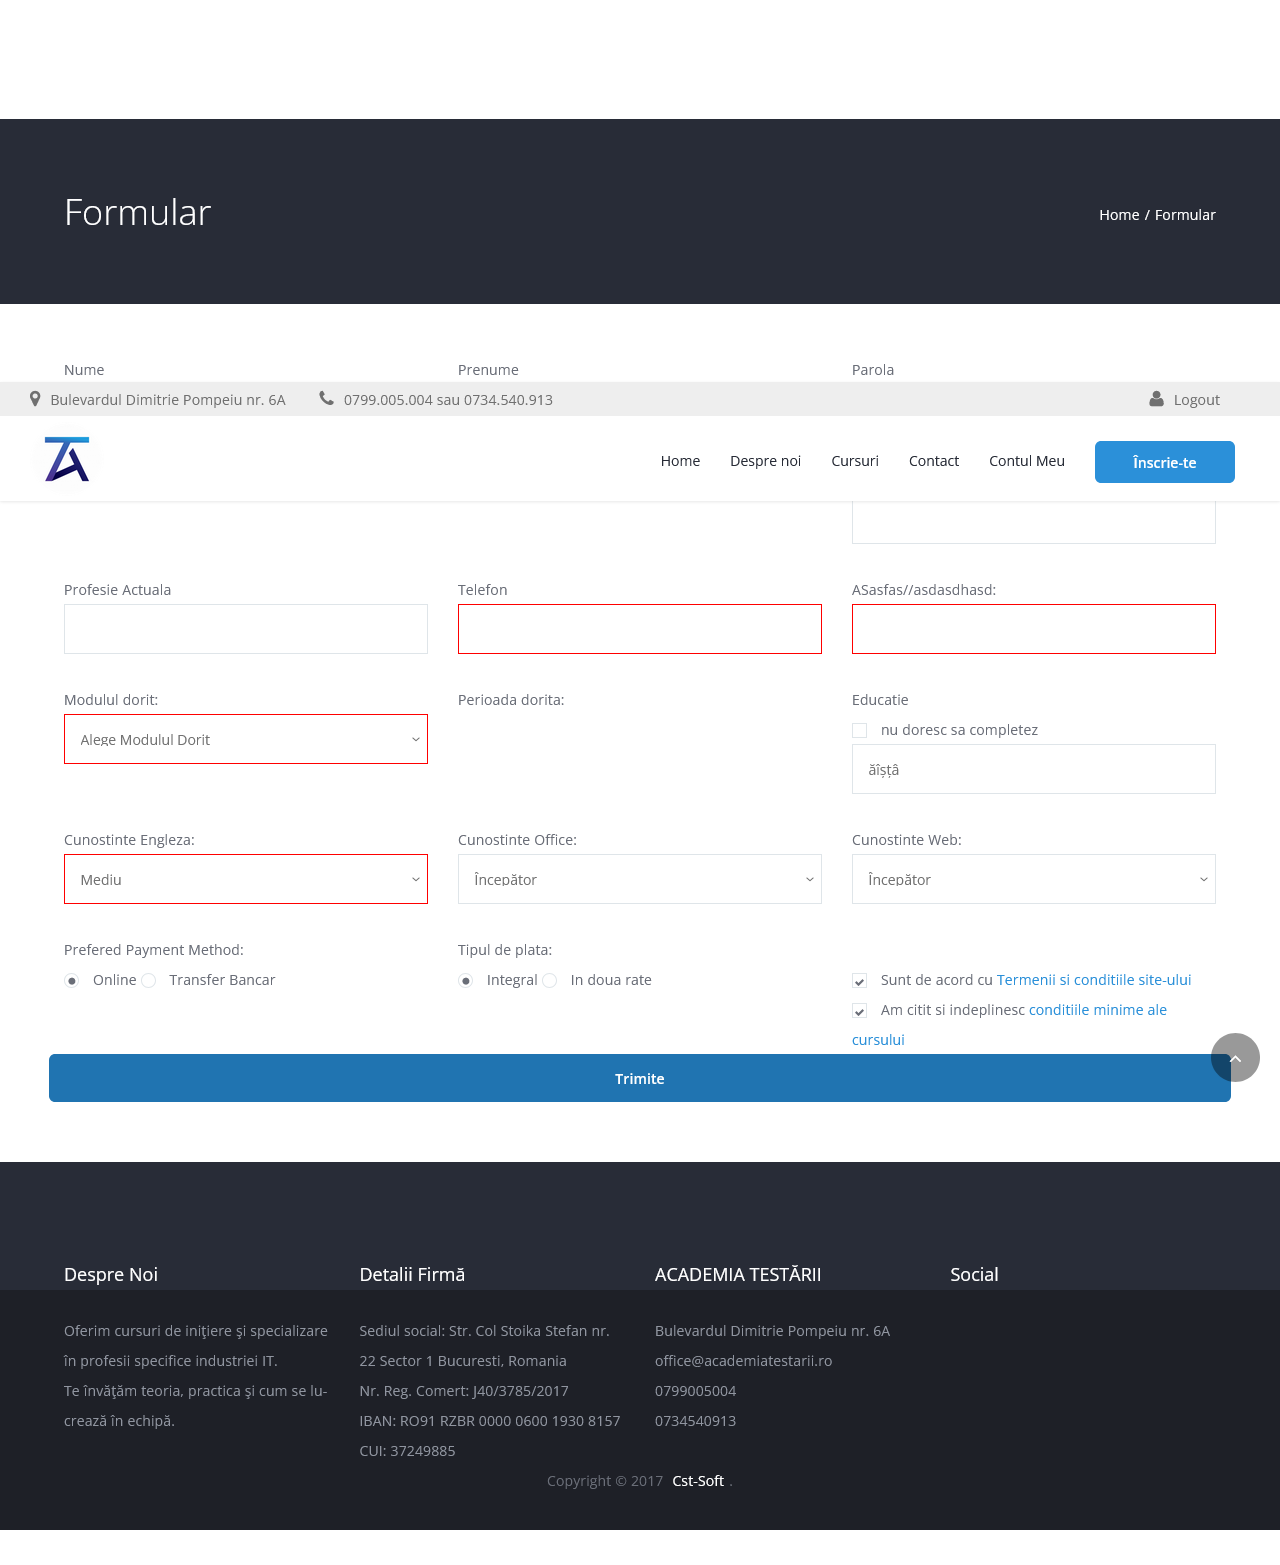 Formular
Home / Formular
Nume
Prenume
Parola
Bulevardul Dimitrie Pompeiu nr. 6A
0799.005.004 sau 0734.540.913
Logout
TA
Home
Despre noi
Cursuri
Contact
Contul Meu
Înscrie-te
Profesie Actuala
Telefon
ASasfas//asdasdhasd:
Modulul dorit:
Perioada dorita:
Educatie
Alege Modulul Dorit
nu doresc sa completez
ăîșțâ
Cunostinte Engleza:
Cunostinte Office:
Cunostinte Web:
Mediu
Începător
Începător
Prefered Payment Method:
Tipul de plata:
Online
Transfer Bancar
Integral
In doua rate
Sunt de acord cu Termenii si conditiile site-ului
Am citit si indeplinesc conditiile minime ale
cursului
Trimite
Despre Noi
Oferim cursuri de iniţiere şi specializare
în profesii specifice industriei IT.
Te învăţăm teoria, practica şi cum se lu-
crează în echipă.
Detalii Firmă
Sediul social: Str. Col Stoika Stefan nr.
22 Sector 1 Bucuresti, Romania
Nr. Reg. Comert: J40/3785/2017
IBAN: RO91 RZBR 0000 0600 1930 8157
CUI: 37249885
ACADEMIA TESTĂRII
Bulevardul Dimitrie Pompeiu nr. 6A
office@academiatestarii.ro
0799005004
0734540913
Social
Copyright © 2017 Cst-Soft .